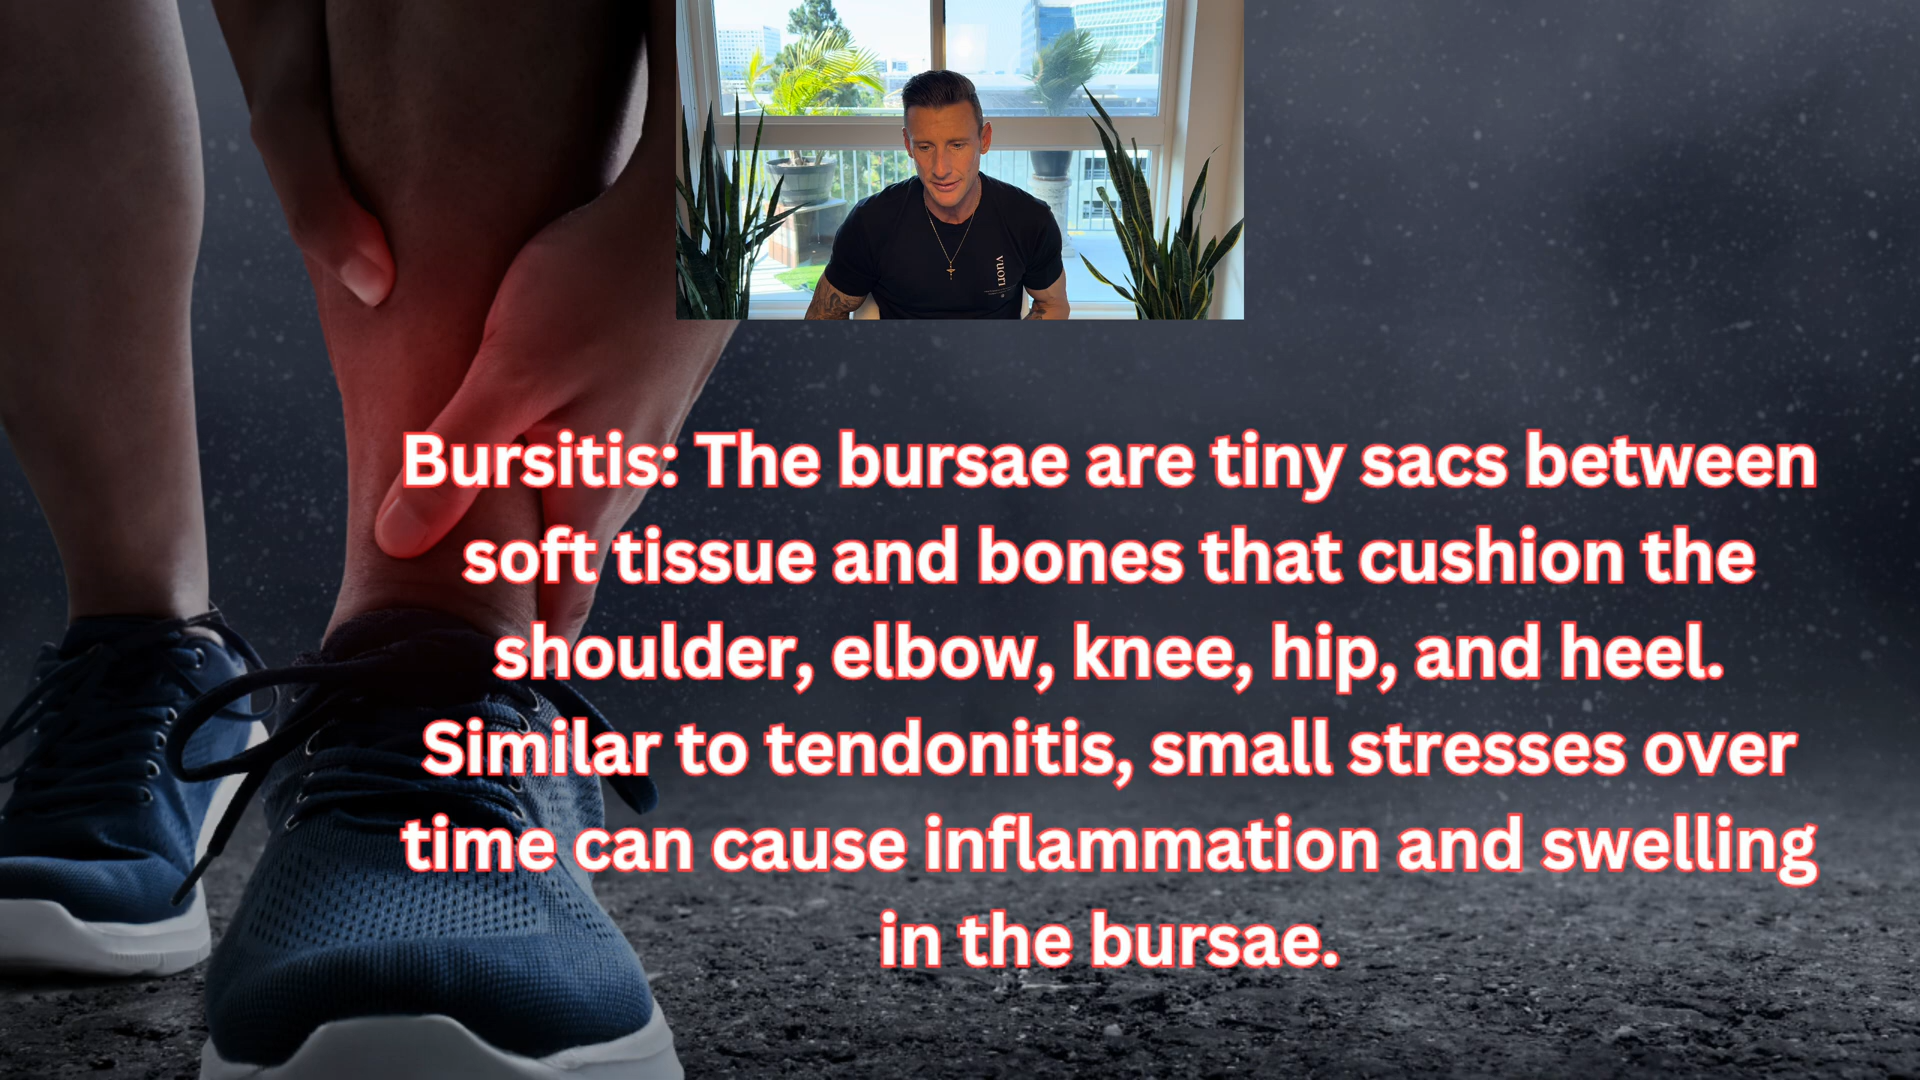 vuori
Bursitis: The bursae are tiny sacs between
soft tissue and bones that cushion the
shoulder, elbow, knee, hip, and heel.
Similar to tendonitis, small stresses over
time can cause inflammation and swelling
in the bursae.